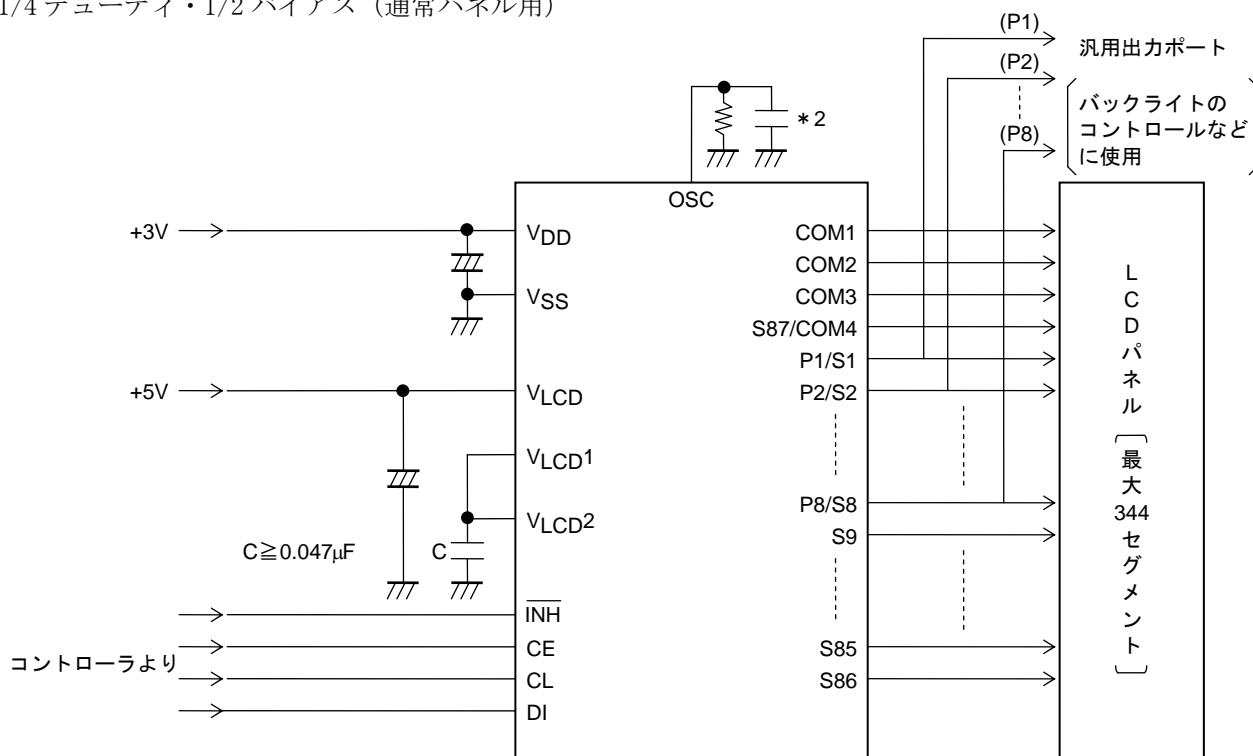 1/4 デューティ・1/2 バイアス（通常パネル用）
(P1)
汎用出力ポート
(P2)
バックライトの
コントロールなど
に使用
(P8)
*2
OSC
+3V
VDD
VSS
+5V
VLCD
VLCD1
VLCD2
C≧0.047μF
C
INH
CE
CL
DI
コントローラより
COM1
COM2
COM3
S87/COM4
P1/S1
P2/S2
P8/S8
S9
S85
S86
LCDパネル
最大344セグメント